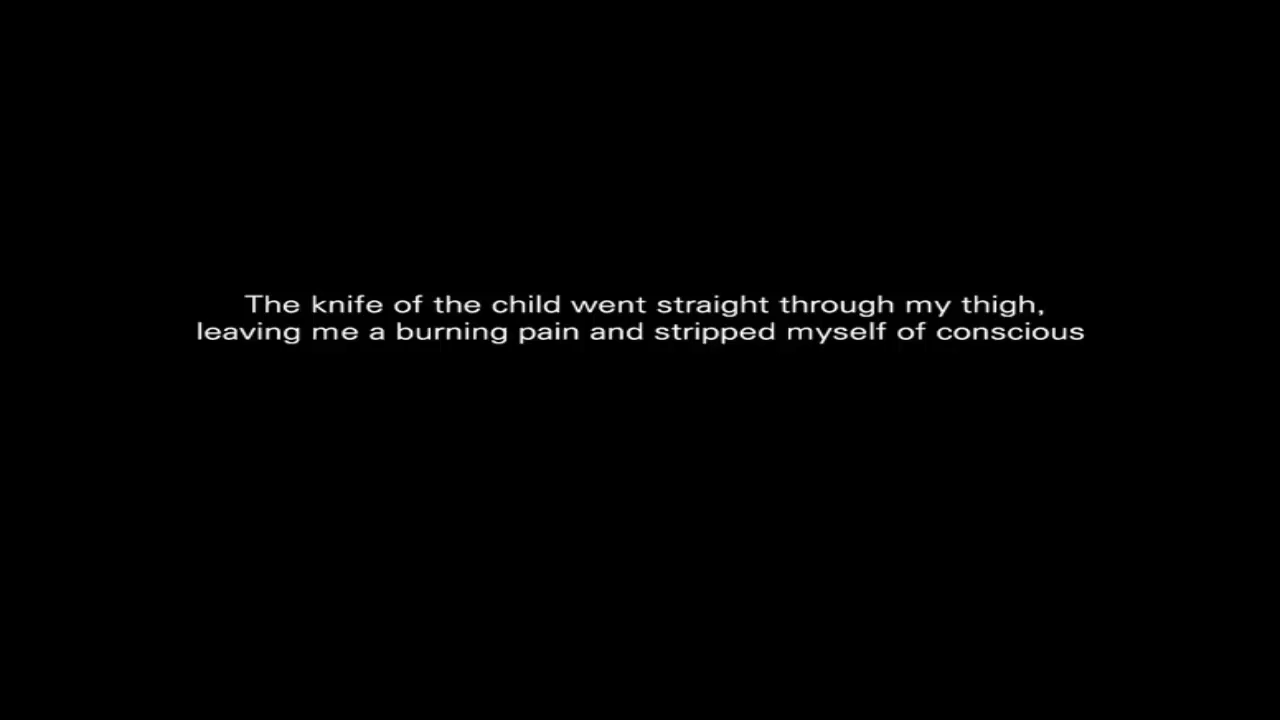 The knife of the child went straight through my thigh,
leaving me a burning pain and stripped myself of conscious